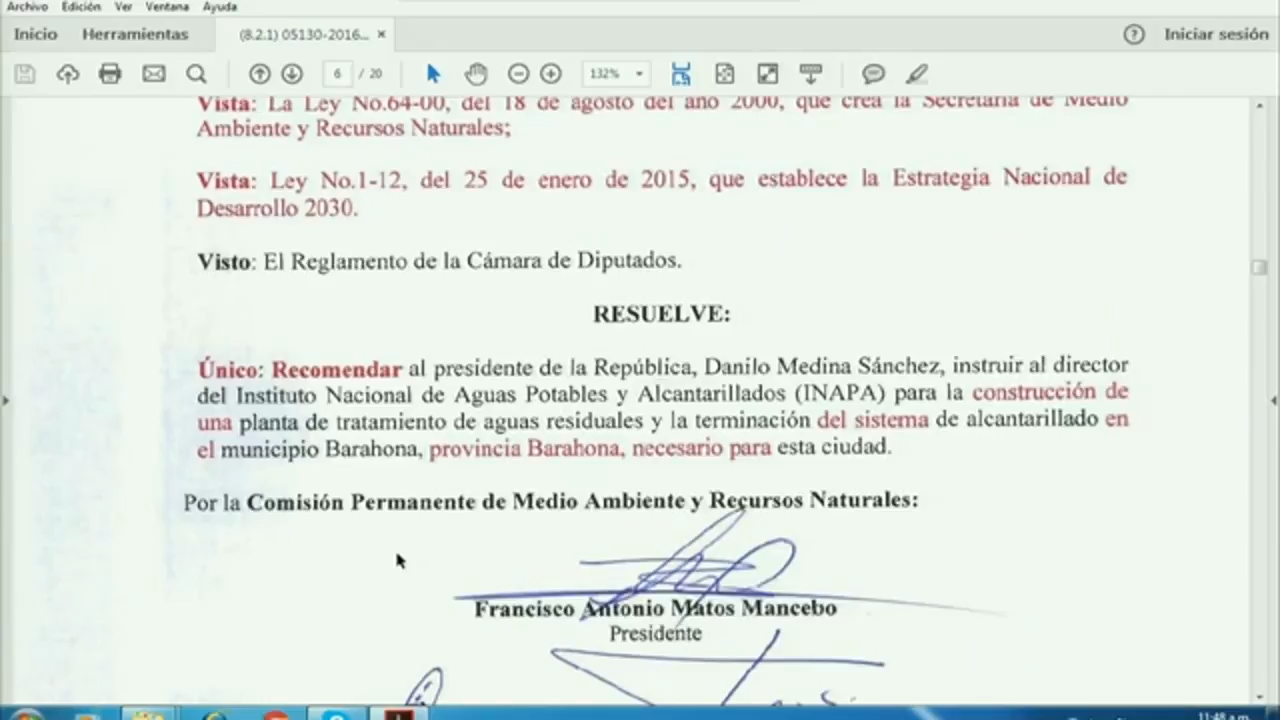 Archivo Edición Ver Ventana Ayuda
Inicio Herramientas (8.2.1) 05130-2016... × Iniciar sesión
6 / 20 132%
Vista: La Ley No.64-00, del 18 de agosto del año 2000, que crea la Secretaría de Medio
Ambiente y Recursos Naturales;
Vista: Ley No.1-12, del 25 de enero de 2015, que establece la Estrategia Nacional de
Desarrollo 2030.
Visto: El Reglamento de la Cámara de Diputados.
RESUELVE:
Único: Recomendar al presidente de la República, Danilo Medina Sánchez, instruir al director
del Instituto Nacional de Aguas Potables y Alcantarillados (INAPA) para la construcción de
una planta de tratamiento de aguas residuales y la terminación del sistema de alcantarillado en
el municipio Barahona, provincia Barahona, necesario para esta ciudad.
Por la Comisión Permanente de Medio Ambiente y Recursos Naturales:
Francisco Antonio Matos Mancebo
Presidente
11:48 a.m.